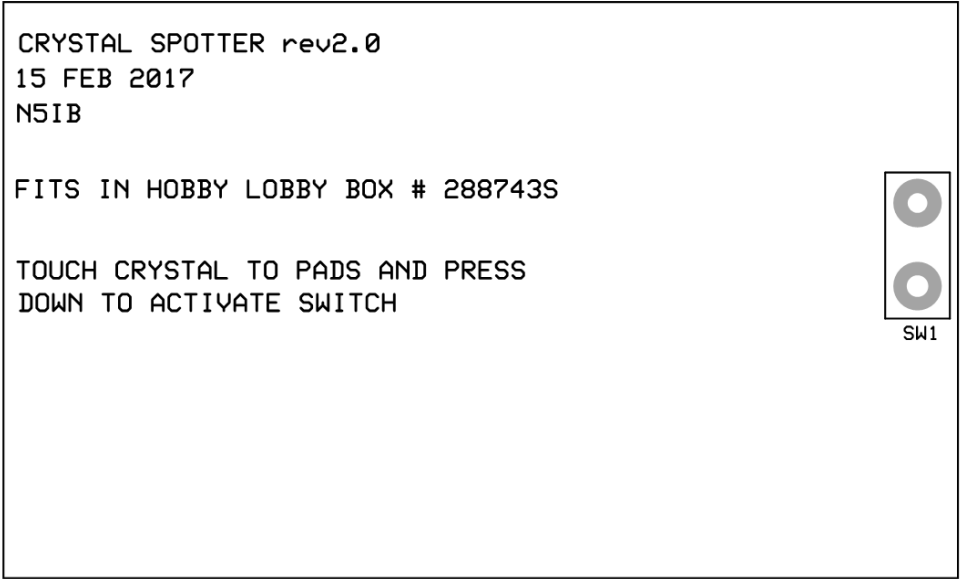 CRYSTAL SPOTTER rev2.0
15 FEB 2017
N5IB
FITS IN HOBBY LOBBY BOX # 288743S
TOUCH CRYSTAL TO PADS AND PRESS
DOWN TO ACTIVATE SWITCH
SW1